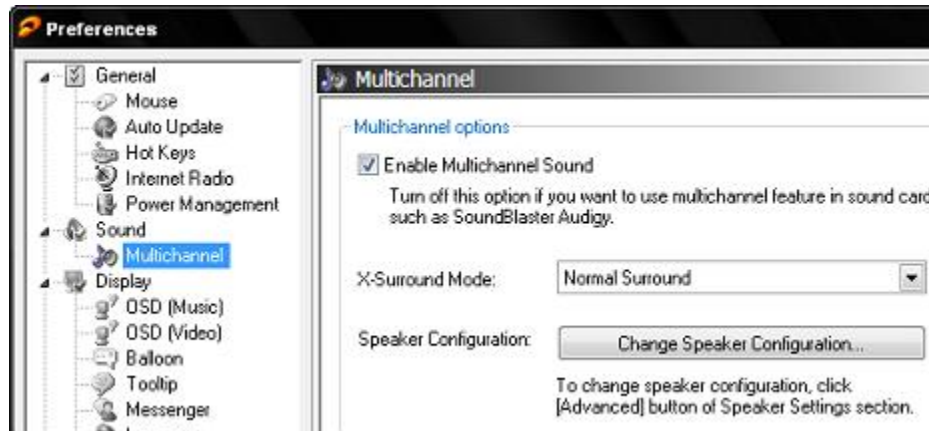 Preferences
General
Mouse
Auto Update
Hot Keys
Internet Radio
Power Management
Sound
Multichannel
Display
OSD (Music)
OSD (Video)
Balloon
Tooltip
Messenger
Multichannel
Multichannel options
Enable Multichannel Sound
Turn off this option if you want to use multichannel feature in sound card
such as SoundBlaster Audigy.
X-Surround Mode:
Normal Surround
Speaker Configuration:
Change Speaker Configuration...
To change speaker configuration, click
[Advanced] button of Speaker Settings section.